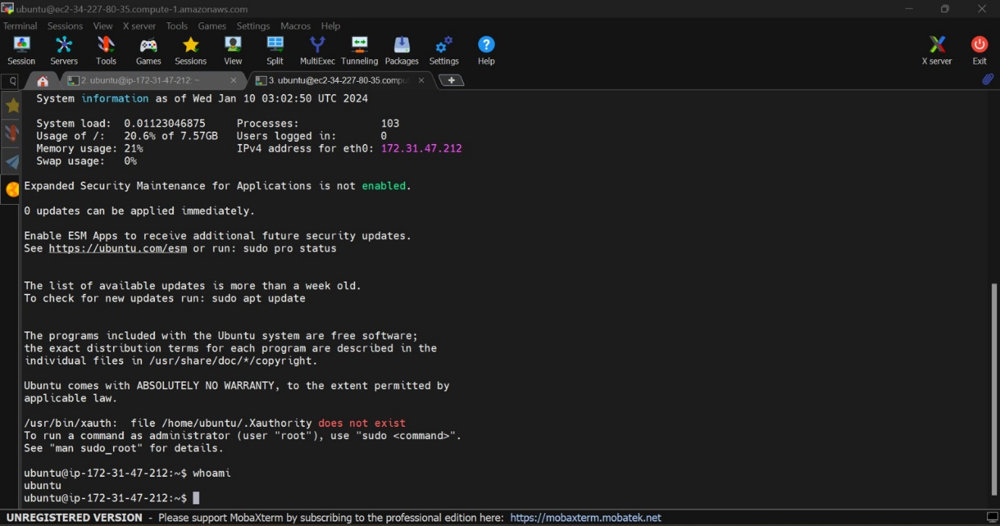 ubuntu@ec2-34-227-80-35.compute-1.amazonaws.com
Terminal Sessions View X server Tools Games Settings Macros Help
Session Servers Tools Games Sessions View Split MultiExec Tunneling Packages Settings Help X server Exit
2. ubuntu@ip-172-31-47-212: ~ 3. ubuntu@ec2-34-227-80-35.compu
System information as of Wed Jan 10 03:02:50 UTC 2024
System load: 0.01123046875 Processes: 103
Usage of /: 20.6% of 7.57GB Users logged in: 0
Memory usage: 21% IPv4 address for eth0: 172.31.47.212
Swap usage: 0%
Expanded Security Maintenance for Applications is not enabled.
0 updates can be applied immediately.
Enable ESM Apps to receive additional future security updates.
See https://ubuntu.com/esm or run: sudo pro status
The list of available updates is more than a week old.
To check for new updates run: sudo apt update
The programs included with the Ubuntu system are free software;
the exact distribution terms for each program are described in the
individual files in /usr/share/doc/*/copyright.
Ubuntu comes with ABSOLUTELY NO WARRANTY, to the extent permitted by
applicable law.
/usr/bin/xauth: file /home/ubuntu/.Xauthority does not exist
To run a command as administrator (user "root"), use "sudo <command>".
See "man sudo_root" for details.
ubuntu@ip-172-31-47-212:~$ whoami
ubuntu
ubuntu@ip-172-31-47-212:~$
UNREGISTERED VERSION - Please support MobaXterm by subscribing to the professional edition here: https://mobaxterm.mobatek.net